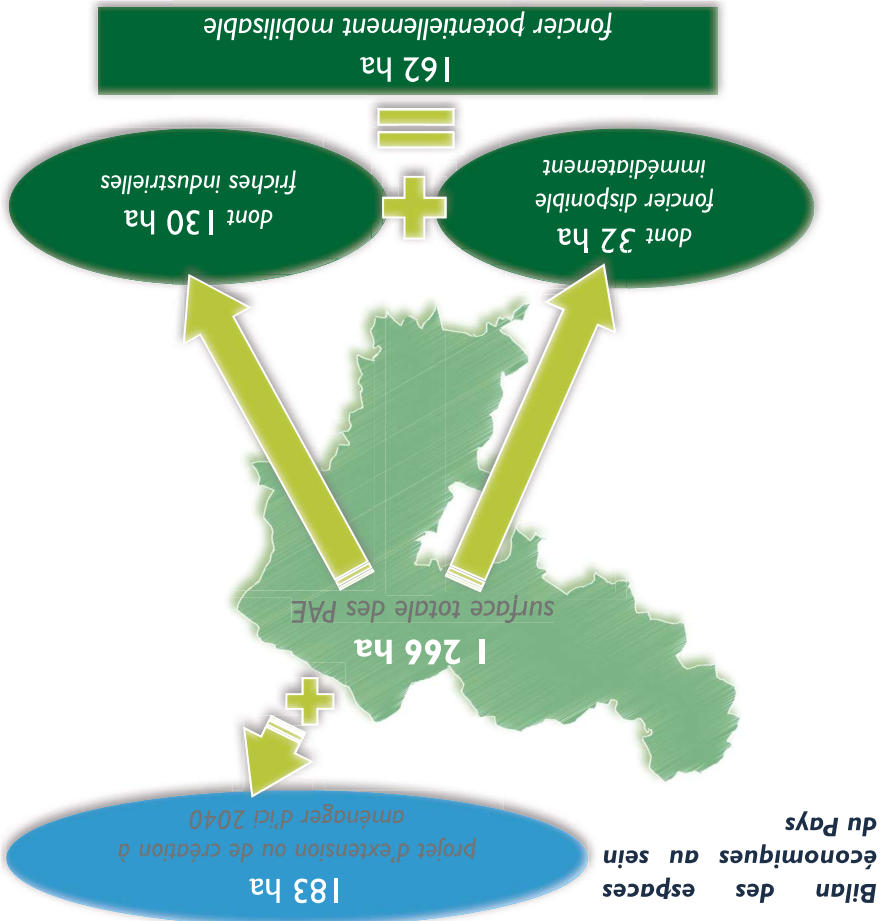 Bilan des espaces
économiques au sein
du Pays
183 ha
projet d'extension ou de création à
aménager d'ici 2040
1 266 ha
surface totale des PAE
dont 32 ha
foncier disponible
immédiatement
dont 130 ha
friches industrielles
162 ha
foncier potentiellement mobilisable